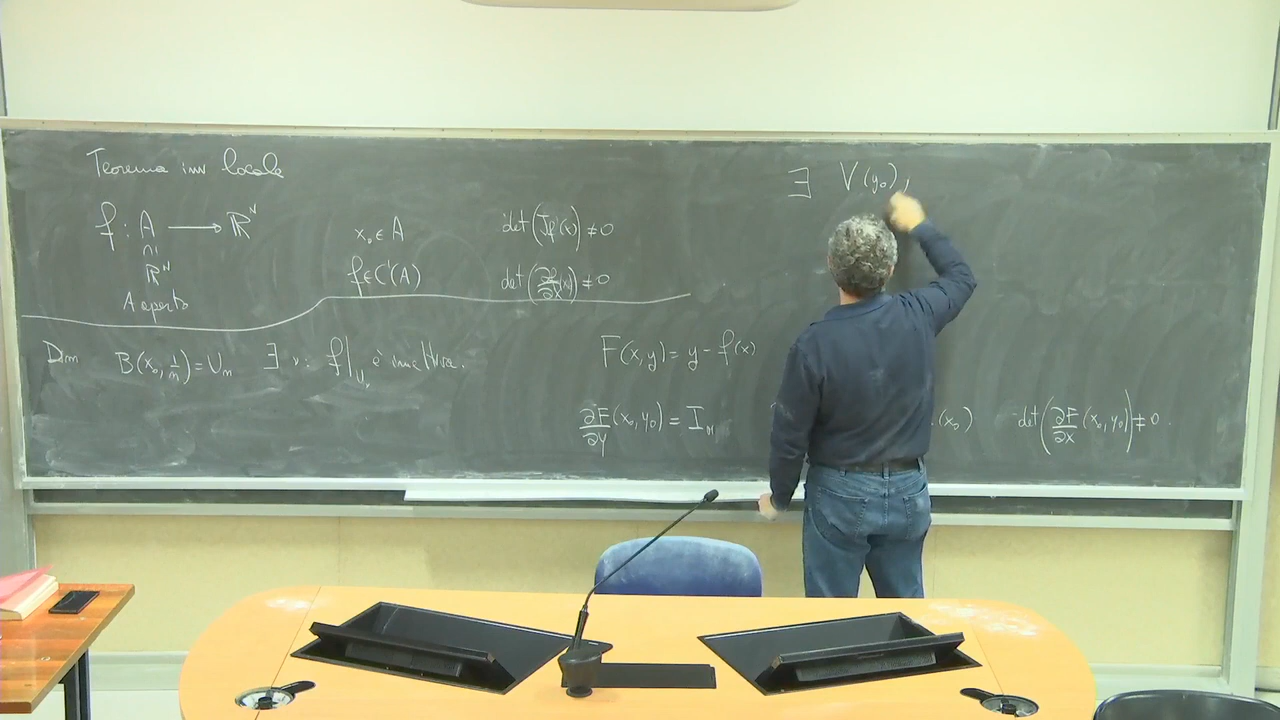 Teorema inv locale
f : A ⟶ ℝᴺ
∩
ℝᴺ
A aperto
x₀ ∈ A
f ∈ C¹(A)
det(Jf(x)) ≠ 0
det(∂f/∂x(x₀)) ≠ 0
Dim B(x₀, 1/m) = Uₘ ∃ ν : f|Uᵥ è iniettiva.
∃ V(y₀),
F(x,y) = y - f(x)
∂F/∂y (x₀, y₀) = Iₙ
(x₀)
det(∂F/∂x (x₀, y₀)) ≠ 0.